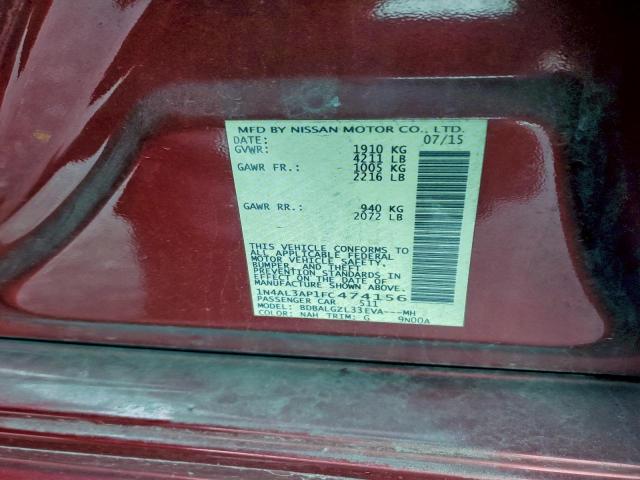 MFD BY NISSAN MOTOR CO., LTD.
DATE: 07/15
GVWR: 1910 KG
4211 LB
GAWR FR.: 1005 KG
2216 LB
GAWR RR.: 940 KG
2072 LB
THIS VEHICLE CONFORMS TO
ALL APPLICABLE FEDERAL
MOTOR VEHICLE SAFETY,
BUMPER, AND THEFT
PREVENTION STANDARDS IN
EFFECT ON THE DATE OF
MANUFACTURE SHOWN ABOVE.
1N4AL3AP1FC474156
PASSENGER CAR S11
MODEL: BDBALGZL33EVA---MH
COLOR: NAH TRIM: G 9N00A